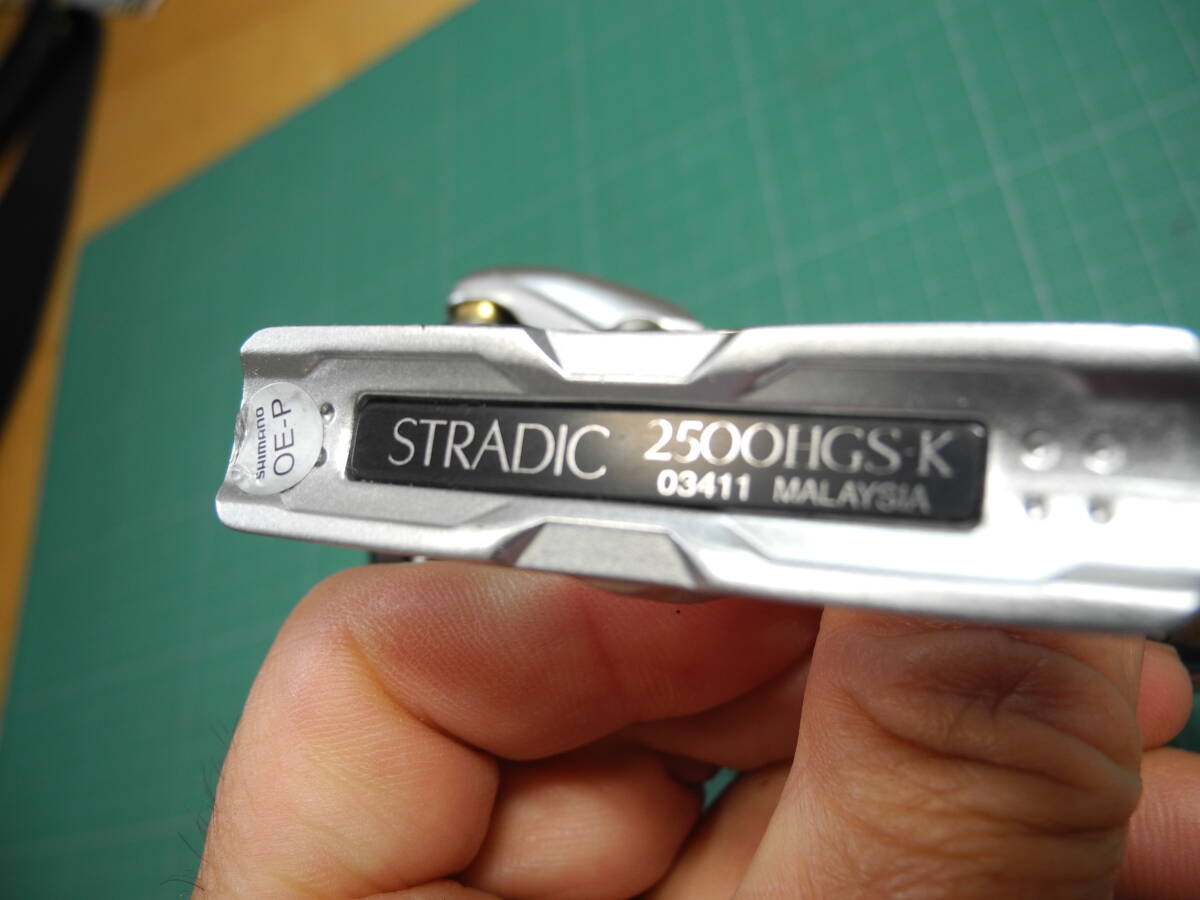 SHIMANO
OE-P
STRADIC 2500HGS-K
03411 MALAYSIA